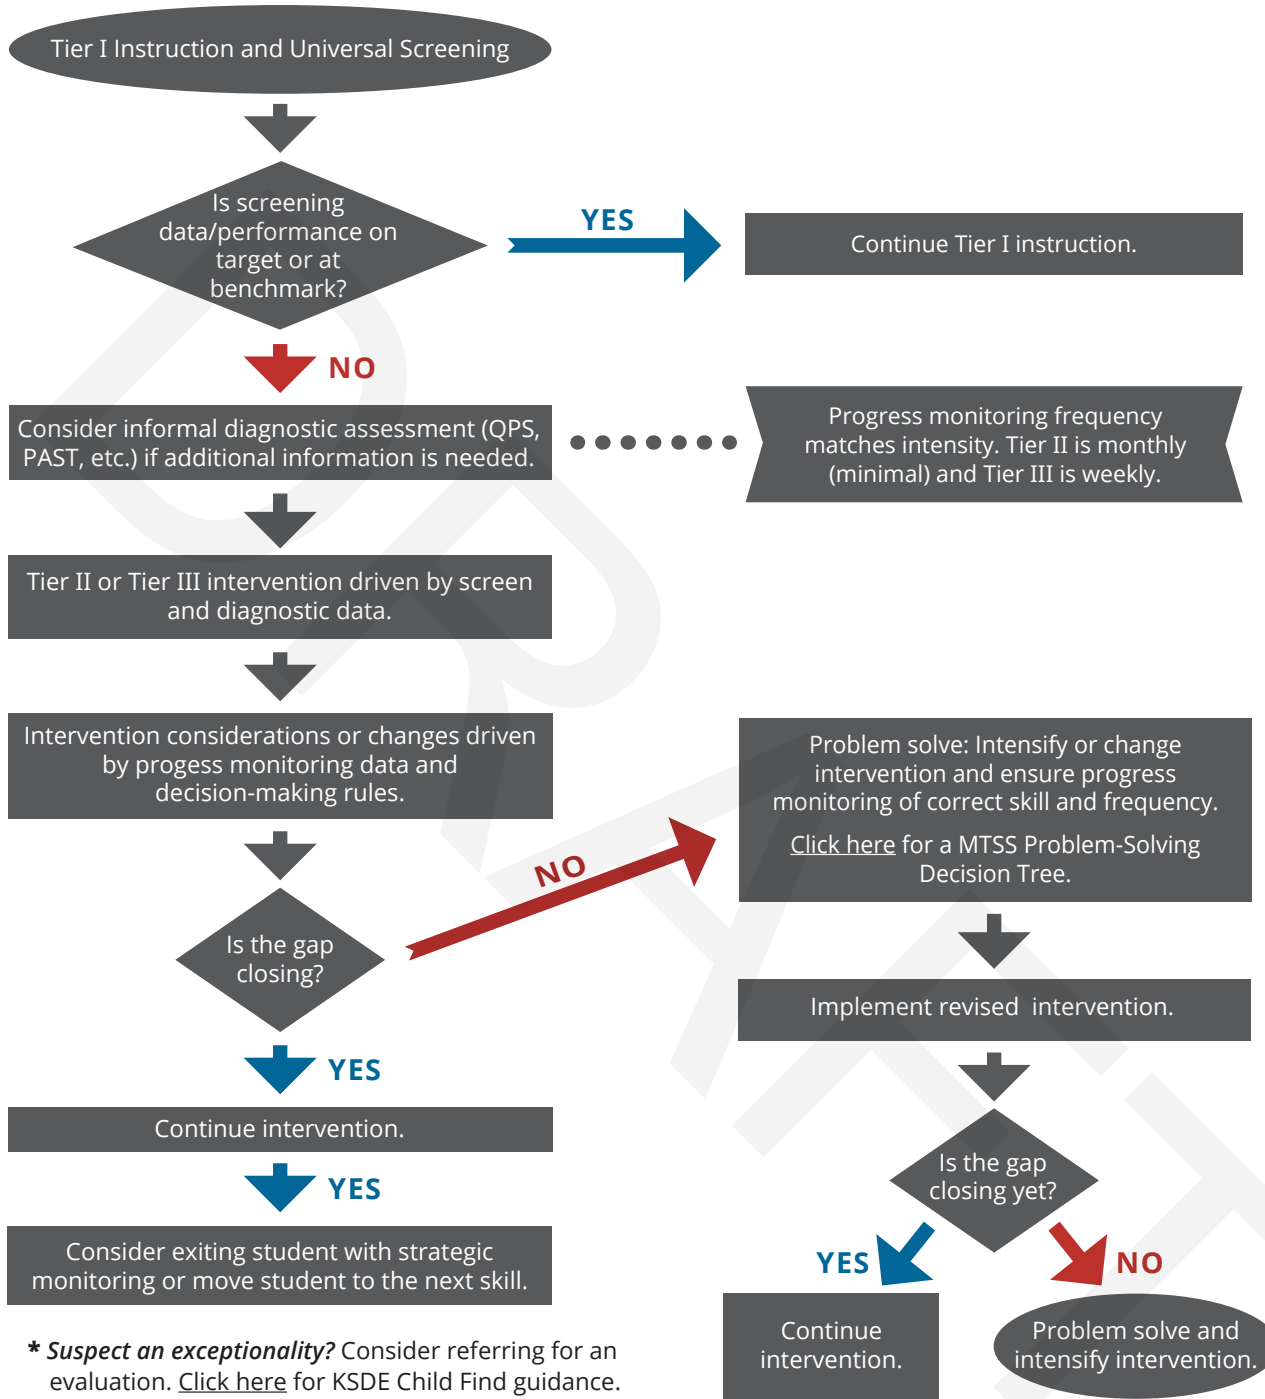 Tier I Instruction and Universal Screening
Is screening
data/performance on
target or at
benchmark?
YES
Continue Tier I instruction.
NO
Consider informal diagnostic assessment (QPS,
PAST, etc.) if additional information is needed.
Progress monitoring frequency
matches intensity. Tier II is monthly
(minimal) and Tier III is weekly.
Tier II or Tier III intervention driven by screen
and diagnostic data.
Intervention considerations or changes driven
by progess monitoring data and
decision-making rules.
Is the gap
closing?
NO
Problem solve: Intensify or change
intervention and ensure progress
monitoring of correct skill and frequency.
Click here for a MTSS Problem-Solving
Decision Tree.
Implement revised intervention.
Is the gap
closing yet?
YES
Continue intervention.
YES
Consider exiting student with strategic
monitoring or move student to the next skill.
YES
NO
Continue
intervention.
Problem solve and
intensify intervention.
* Suspect an exceptionality? Consider referring for an
evaluation. Click here for KSDE Child Find guidance.
DRAFT